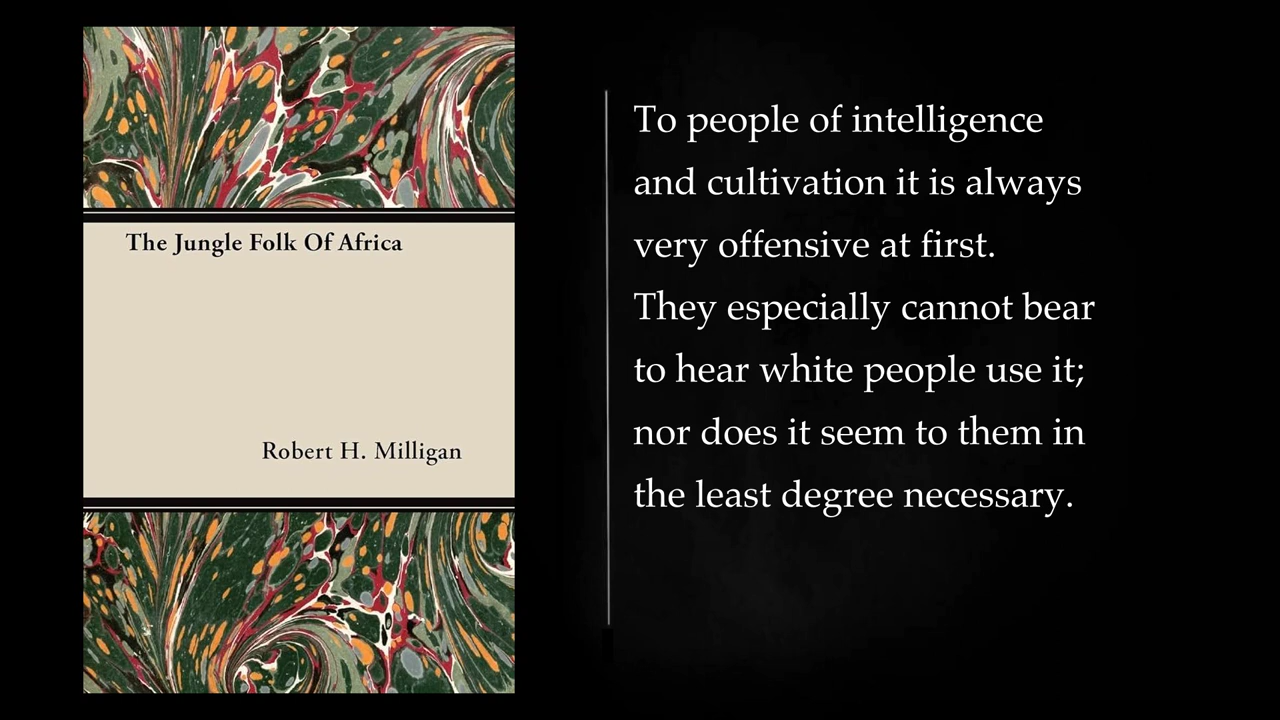 The Jungle Folk Of Africa
Robert H. Milligan
To people of intelligence
and cultivation it is always
very offensive at first.
They especially cannot bear
to hear white people use it;
nor does it seem to them in
the least degree necessary.